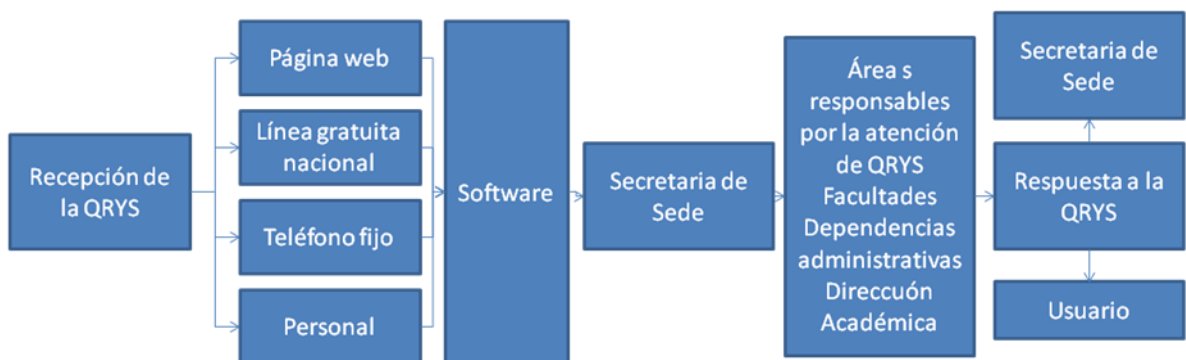 Recepción de
la QRYS
Página web
Línea gratuita
nacional
Teléfono fijo
Personal
Software
Secretaria de
Sede
Área s
responsables
por la atención
de QRYS
Facultades
Dependencias
administrativas
Direccuón
Académica
Secretaria de
Sede
Respuesta a la
QRYS
Usuario